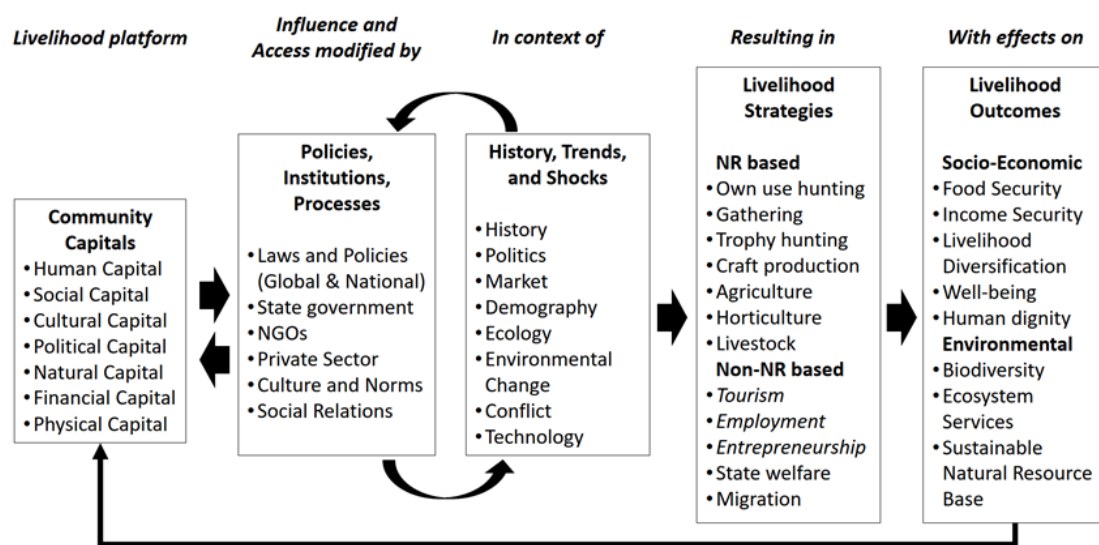 Livelihood platform
Influence and
Access modified by
In context of
Resulting in
With effects on
Community
Capitals
• Human Capital
• Social Capital
• Cultural Capital
• Political Capital
• Natural Capital
• Financial Capital
• Physical Capital
Policies,
Institutions,
Processes
• Laws and Policies
(Global & National)
• State government
• NGOs
• Private Sector
• Culture and Norms
• Social Relations
History, Trends,
and Shocks
• History
• Politics
• Market
• Demography
• Ecology
• Environmental
Change
• Conflict
• Technology
Livelihood
Strategies
NR based
• Own use hunting
• Gathering
• Trophy hunting
• Craft production
• Agriculture
• Horticulture
• Livestock
Non-NR based
• Tourism
• Employment
• Entrepreneurship
• State welfare
• Migration
Livelihood
Outcomes
Socio-Economic
• Food Security
• Income Security
• Livelihood
Diversification
• Well-being
• Human dignity
Environmental
• Biodiversity
• Ecosystem
Services
• Sustainable
Natural Resource
Base